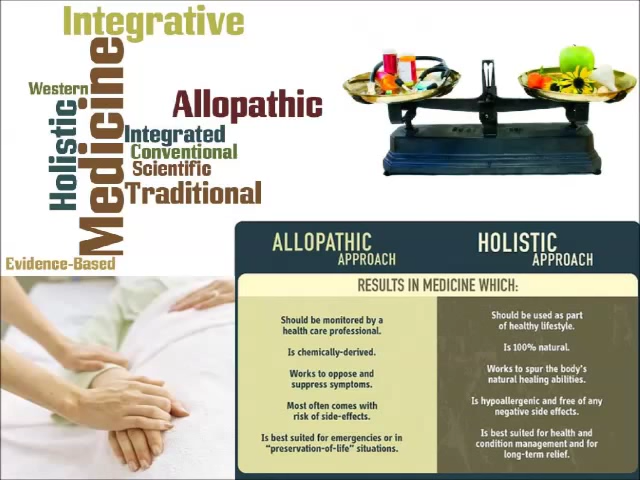 Integrative
Western
Holistic
Medicine
Allopathic
Integrated
Conventional
Scientific
Traditional
Evidence-Based
ALLOPATHIC
APPROACH
HOLISTIC
APPROACH
RESULTS IN MEDICINE WHICH:
Should be monitored by a
health care professional.
Is chemically-derived.
Works to oppose and
suppress symptoms.
Most often comes with
risk of side-effects.
Is best suited for emergencies or in
“preservation-of-life” situations.
Should be used as part
of healthy lifestyle.
Is 100% natural.
Works to spur the body's
natural healing abilities.
Is hypoallergenic and free of any
negative side effects.
Is best suited for health and
condition management and for
long-term relief.